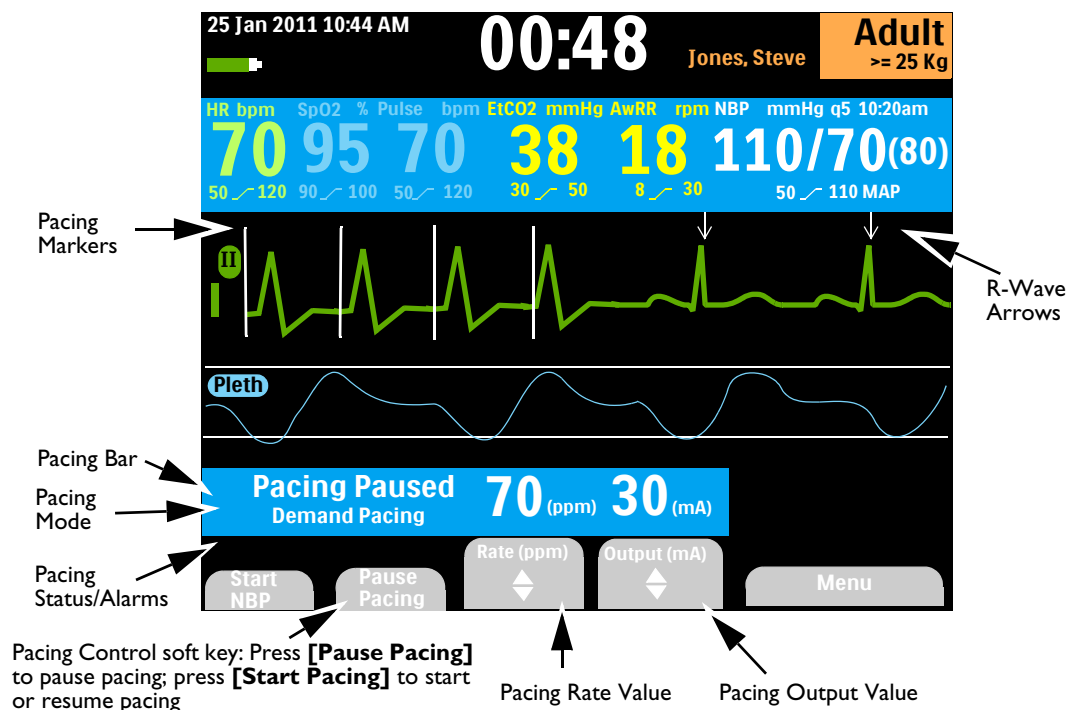 25 Jan 2011 10:44 AM
00:48
Jones, Steve
Adult
>= 25 Kg
HR bpm
SpO2 % Pulse bpm
EtCO2 mmHg AwRR rpm
NBP mmHg q5 10:20am
70
95
70
38
18
110/70(80)
50 120
90 100
50 120
30 50
8 30
50 110 MAP
Pacing
Markers
II
R-Wave
Arrows
Pleth
Pacing Bar
Pacing
Mode
Pacing Paused
Demand Pacing
70 (ppm)
30 (mA)
Pacing
Status/Alarms
Start
NBP
Pause
Pacing
Rate (ppm)
Output (mA)
Menu
Pacing Control soft key: Press [Pause Pacing]
to pause pacing; press [Start Pacing] to start
or resume pacing
Pacing Rate Value
Pacing Output Value